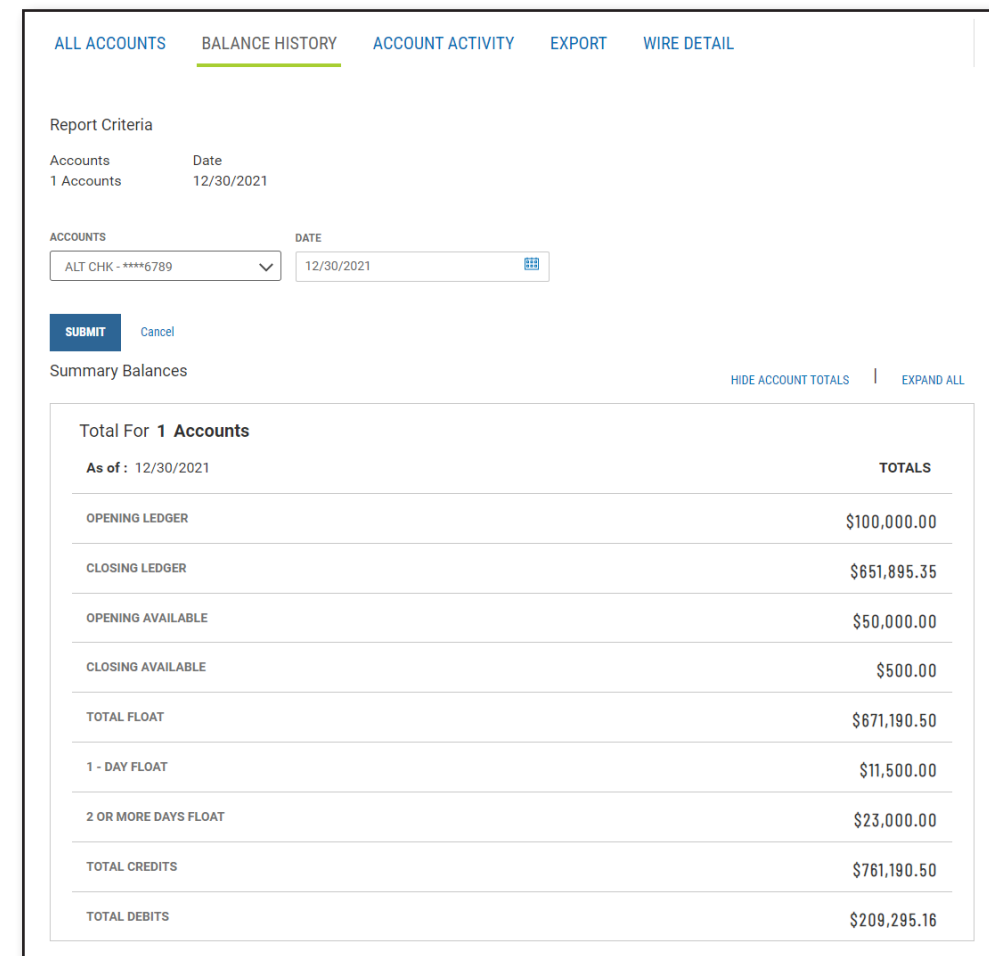 ALL ACCOUNTS BALANCE HISTORY ACCOUNT ACTIVITY EXPORT WIRE DETAIL
Report Criteria
Accounts Date
1 Accounts 12/30/2021
ACCOUNTS DATE
ALT CHK - ****6789 12/30/2021
SUBMIT Cancel
Summary Balances
HIDE ACCOUNT TOTALS | EXPAND ALL
Total For 1 Accounts
As of : 12/30/2021 TOTALS
OPENING LEDGER $100,000.00
CLOSING LEDGER $651,895.35
OPENING AVAILABLE $50,000.00
CLOSING AVAILABLE $500.00
TOTAL FLOAT $671,190.50
1 - DAY FLOAT $11,500.00
2 OR MORE DAYS FLOAT $23,000.00
TOTAL CREDITS $761,190.50
TOTAL DEBITS $209,295.16